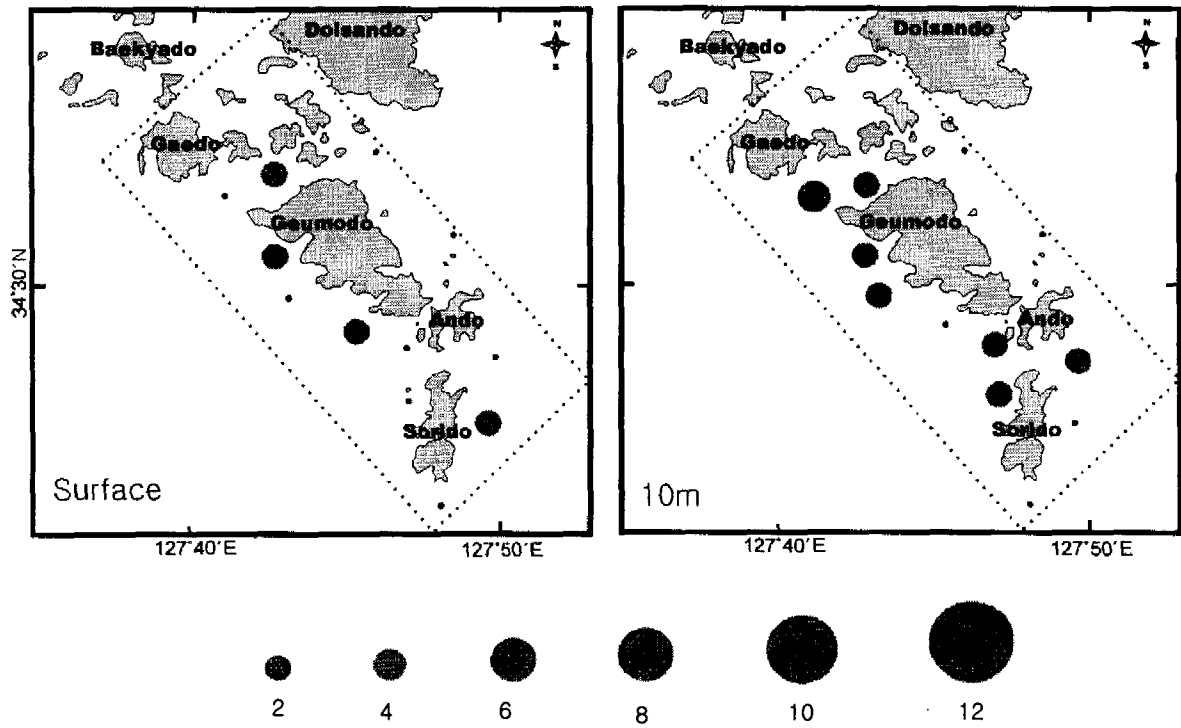 Dolsando
Baekyado
N
S
Gaedo
Geumodo
34°30'N
Ando
Sorido
Surface
127°40'E
127°50'E
Dolsando
Baekyado
N
S
Gaedo
Geumodo
Ando
Sorido
10m
127°40'E
127°50'E
2
4
6
8
10
12